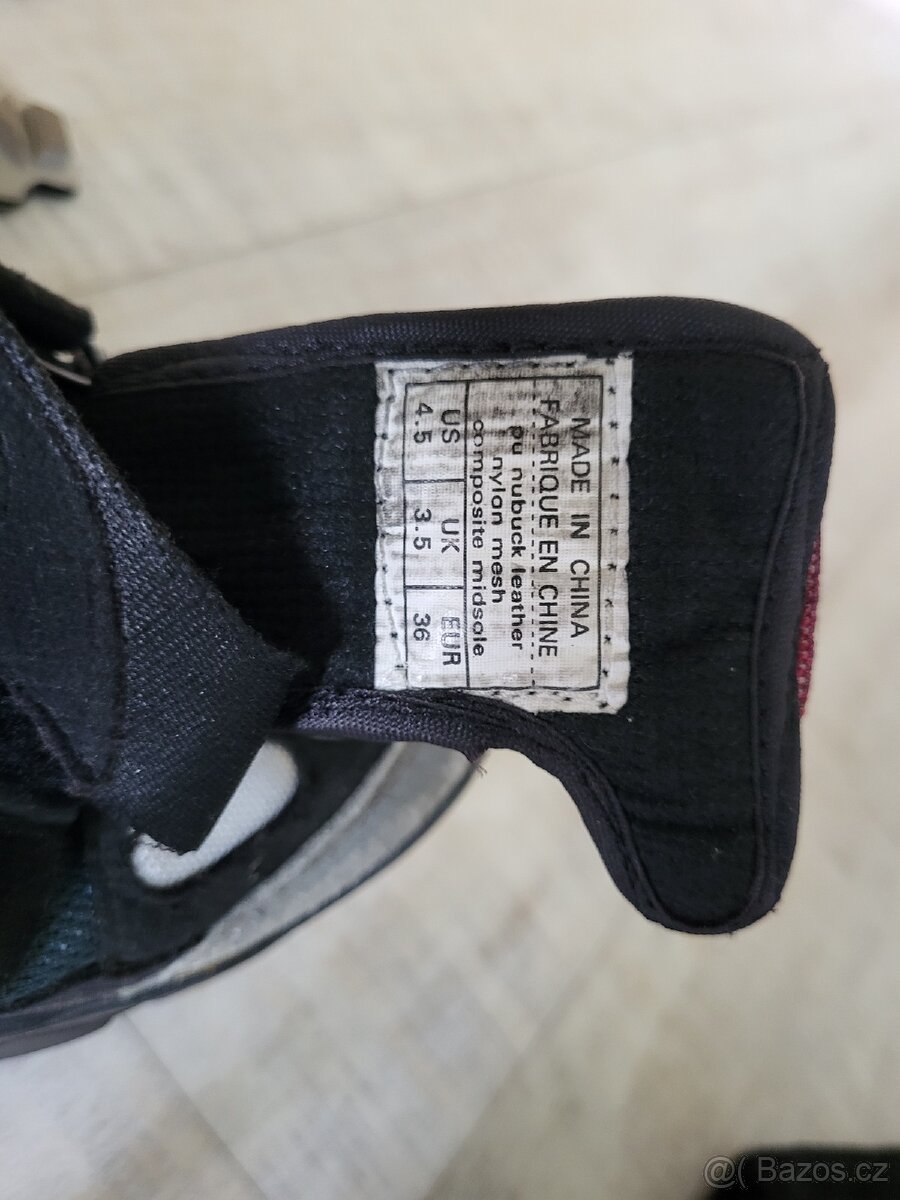 MADE IN CHINA
FABRIQUE EN CHINE
pu nubuck leather
nylon mesh
composite midsole
US UK EUR
4.5 3.5 36
@( Bazos.cz